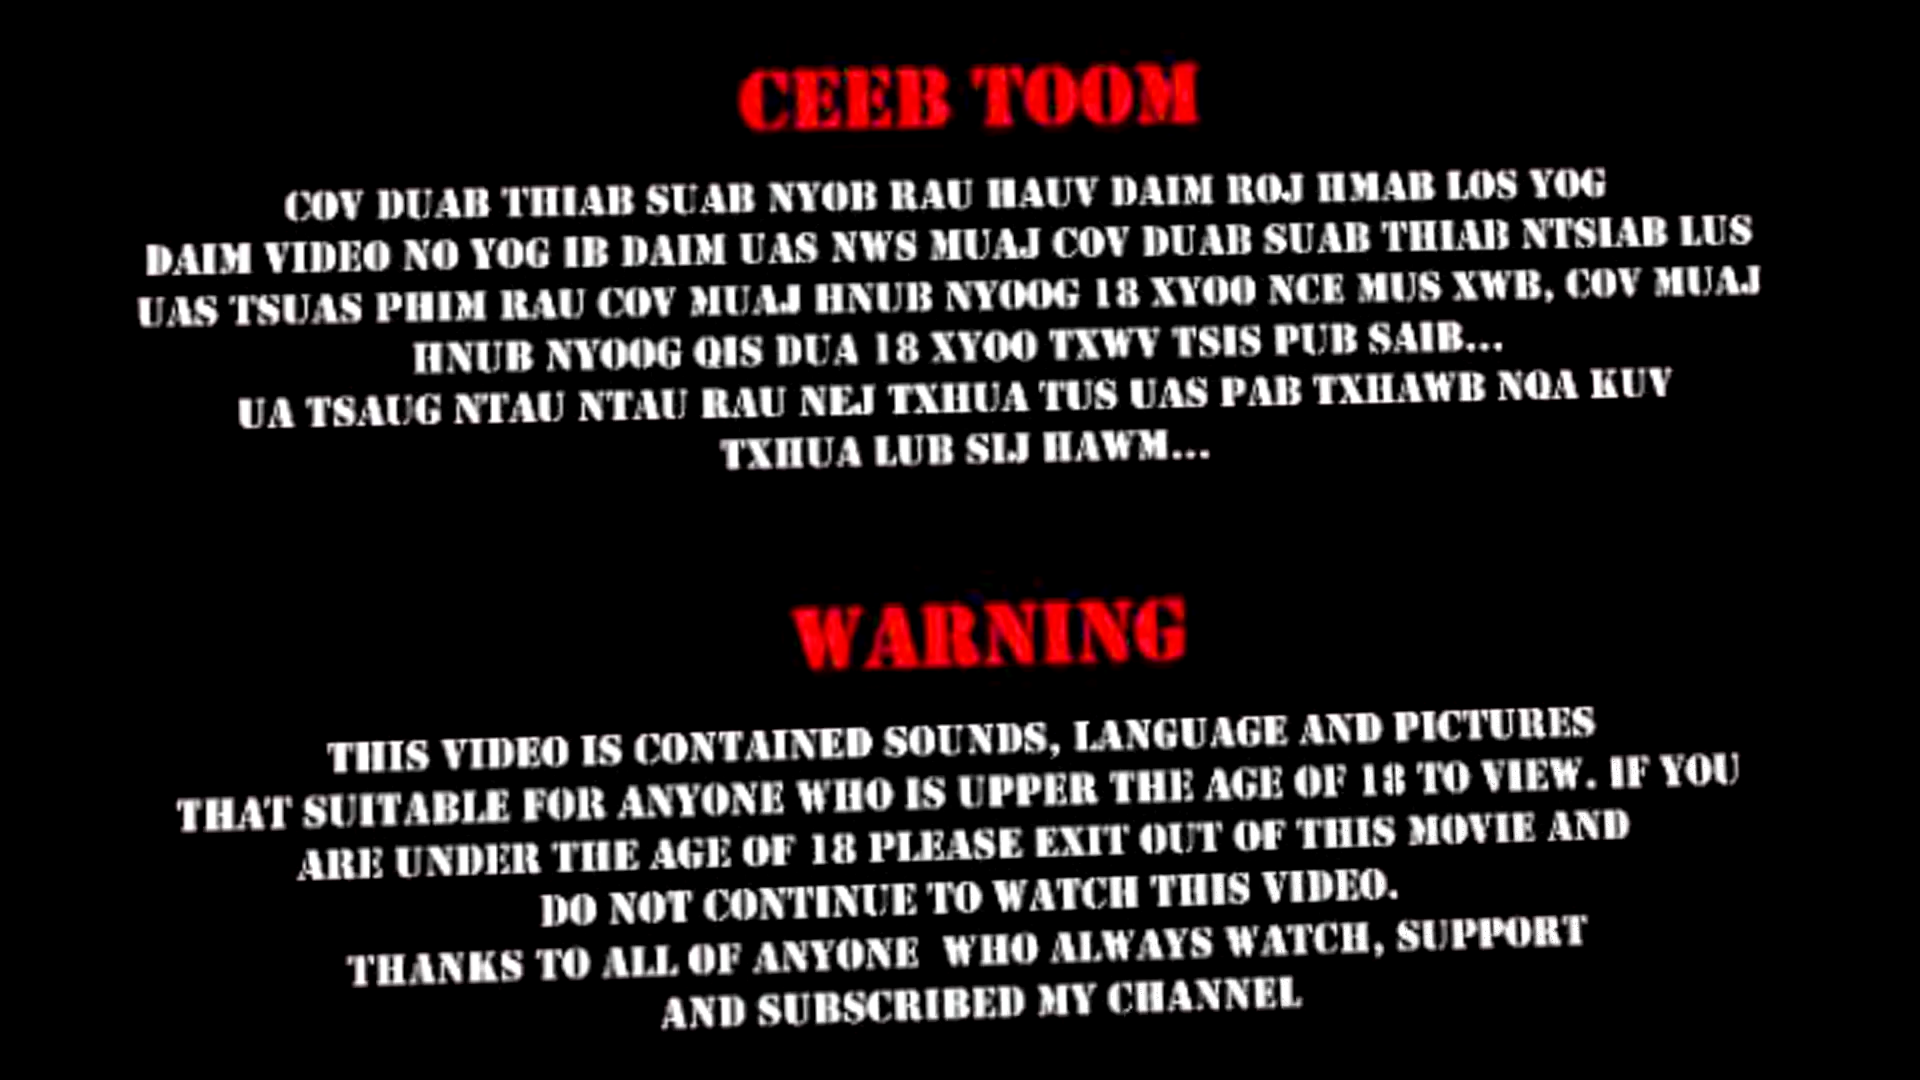 CEEB TOOM
COV DUAB THIAB SUAB NYOB RAU HAUV DAIM ROJ HMAB LOS YOG
DAIM VIDEO NO YOG IB DAIM UAS NWS MUAJ COV DUAB SUAB THIAB NTSIAB LUS
UAS TSUAS PHIM RAU COV MUAJ HNUB NYOOG 18 XYOO NCE MUS XWB, COV MUAJ
HNUB NYOOG QIS DUA 18 XYOO TXWV TSIS PUB SAIB...
UA TSAUG NTAU NTAU RAU NEJ TXHUA TUS UAS PAB TXHAWB NQA KUV
TXHUA LUB SIJ HAWM...
WARNING
THIS VIDEO IS CONTAINED SOUNDS, LANGUAGE AND PICTURES
THAT SUITABLE FOR ANYONE WHO IS UPPER THE AGE OF 18 TO VIEW. IF YOU
ARE UNDER THE AGE OF 18 PLEASE EXIT OUT OF THIS MOVIE AND
DO NOT CONTINUE TO WATCH THIS VIDEO.
THANKS TO ALL OF ANYONE WHO ALWAYS WATCH, SUPPORT
AND SUBSCRIBED MY CHANNEL